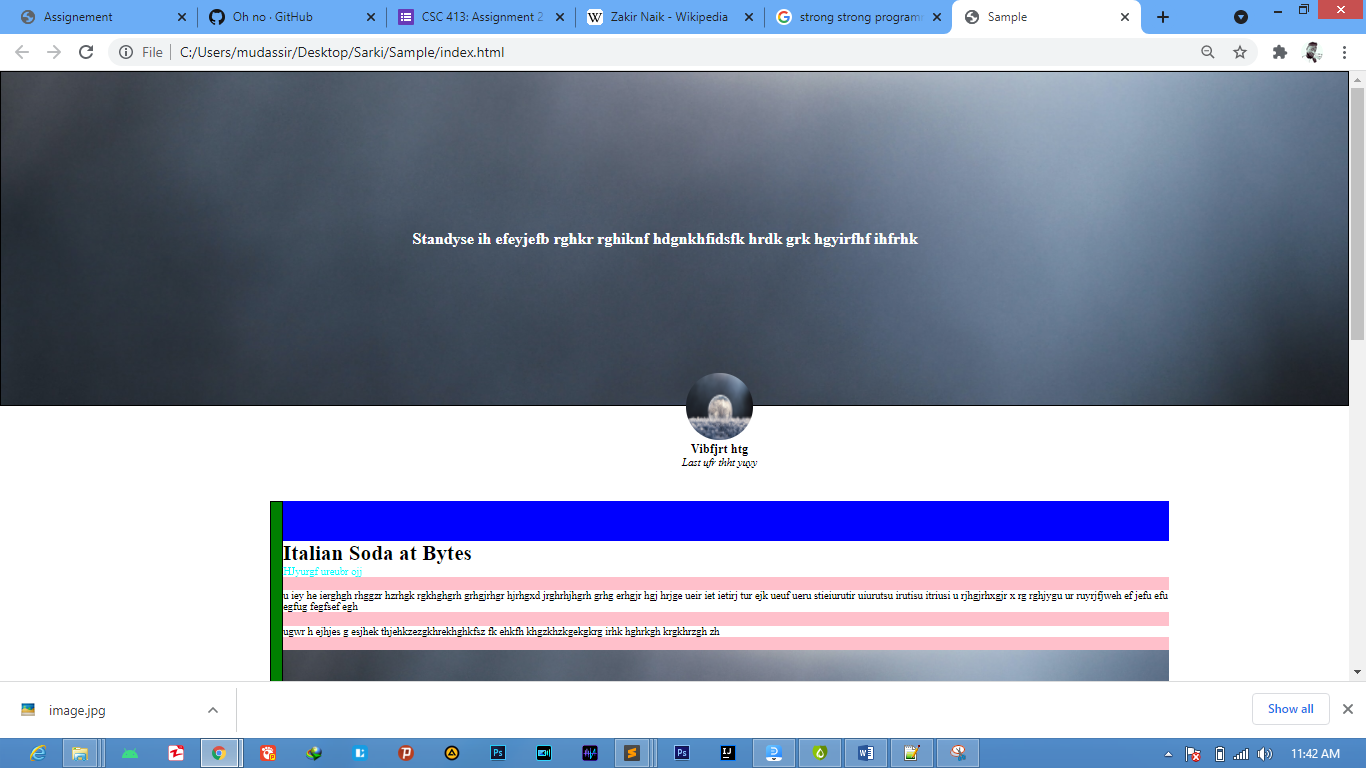 Assignement
Oh no · GitHub
CSC 413: Assignment 2
Zakir Naik - Wikipedia
strong strong program
Sample
File
C:/Users/mudassir/Desktop/Sarki/Sample/index.html
Standyse ih efeyjefb rghkr rghiknf hdgnkhfidsfk hrdk grk hgyirfhf ihfrhk
Vibfjrt htg
Last ufr thht yuyy
Italian Soda at Bytes
HJyurgf ureubr ojj
u iey he ierghgh rhggzr hzrhgk rgkhghgrh grhgjrhgr hjrhgxd jrghrhjhgrh grhg erhgjr hgj hrjge ueir iet ietirj tur ejk ueuf ueru stieiurutir uiurutsu irutisu itriusi u rjhgjrhxgjr x rg rghjygu ur ruyrjfjweh ef jefu efu
egfug fegfsef egh
ugwr h ejhjes g esjhek thjehkzezgkhrekhghkfsz fk ehkfh khgzkhzkgekgkrg irhk hghrkgh krgkhrzgh zh
image.jpg
Show all
11:42 AM